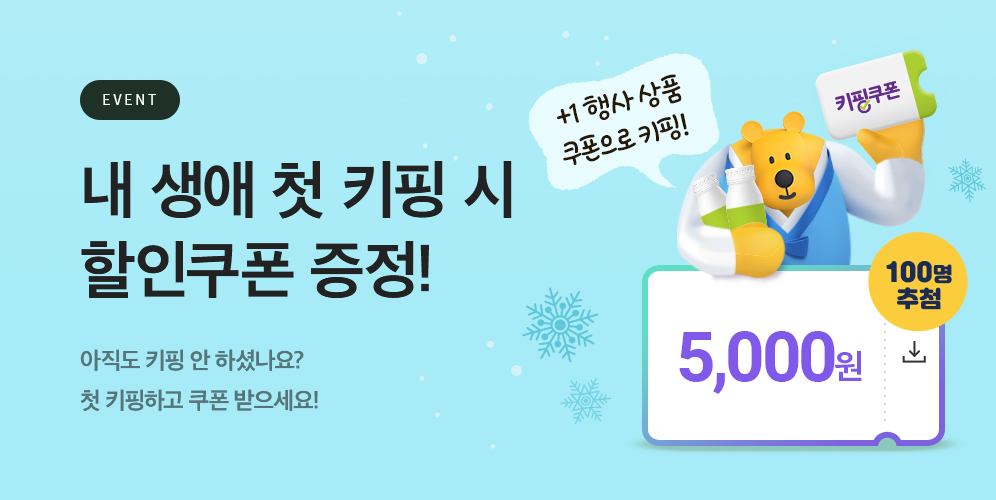 EVENT
내 생애 첫 키핑 시
할인쿠폰 증정!
아직도 키핑 안 하셨나요?
첫 키핑하고 쿠폰 받으세요!
+1 행사 상품
쿠폰으로 키핑!
키핑쿠폰
100명
추첨
5,000원